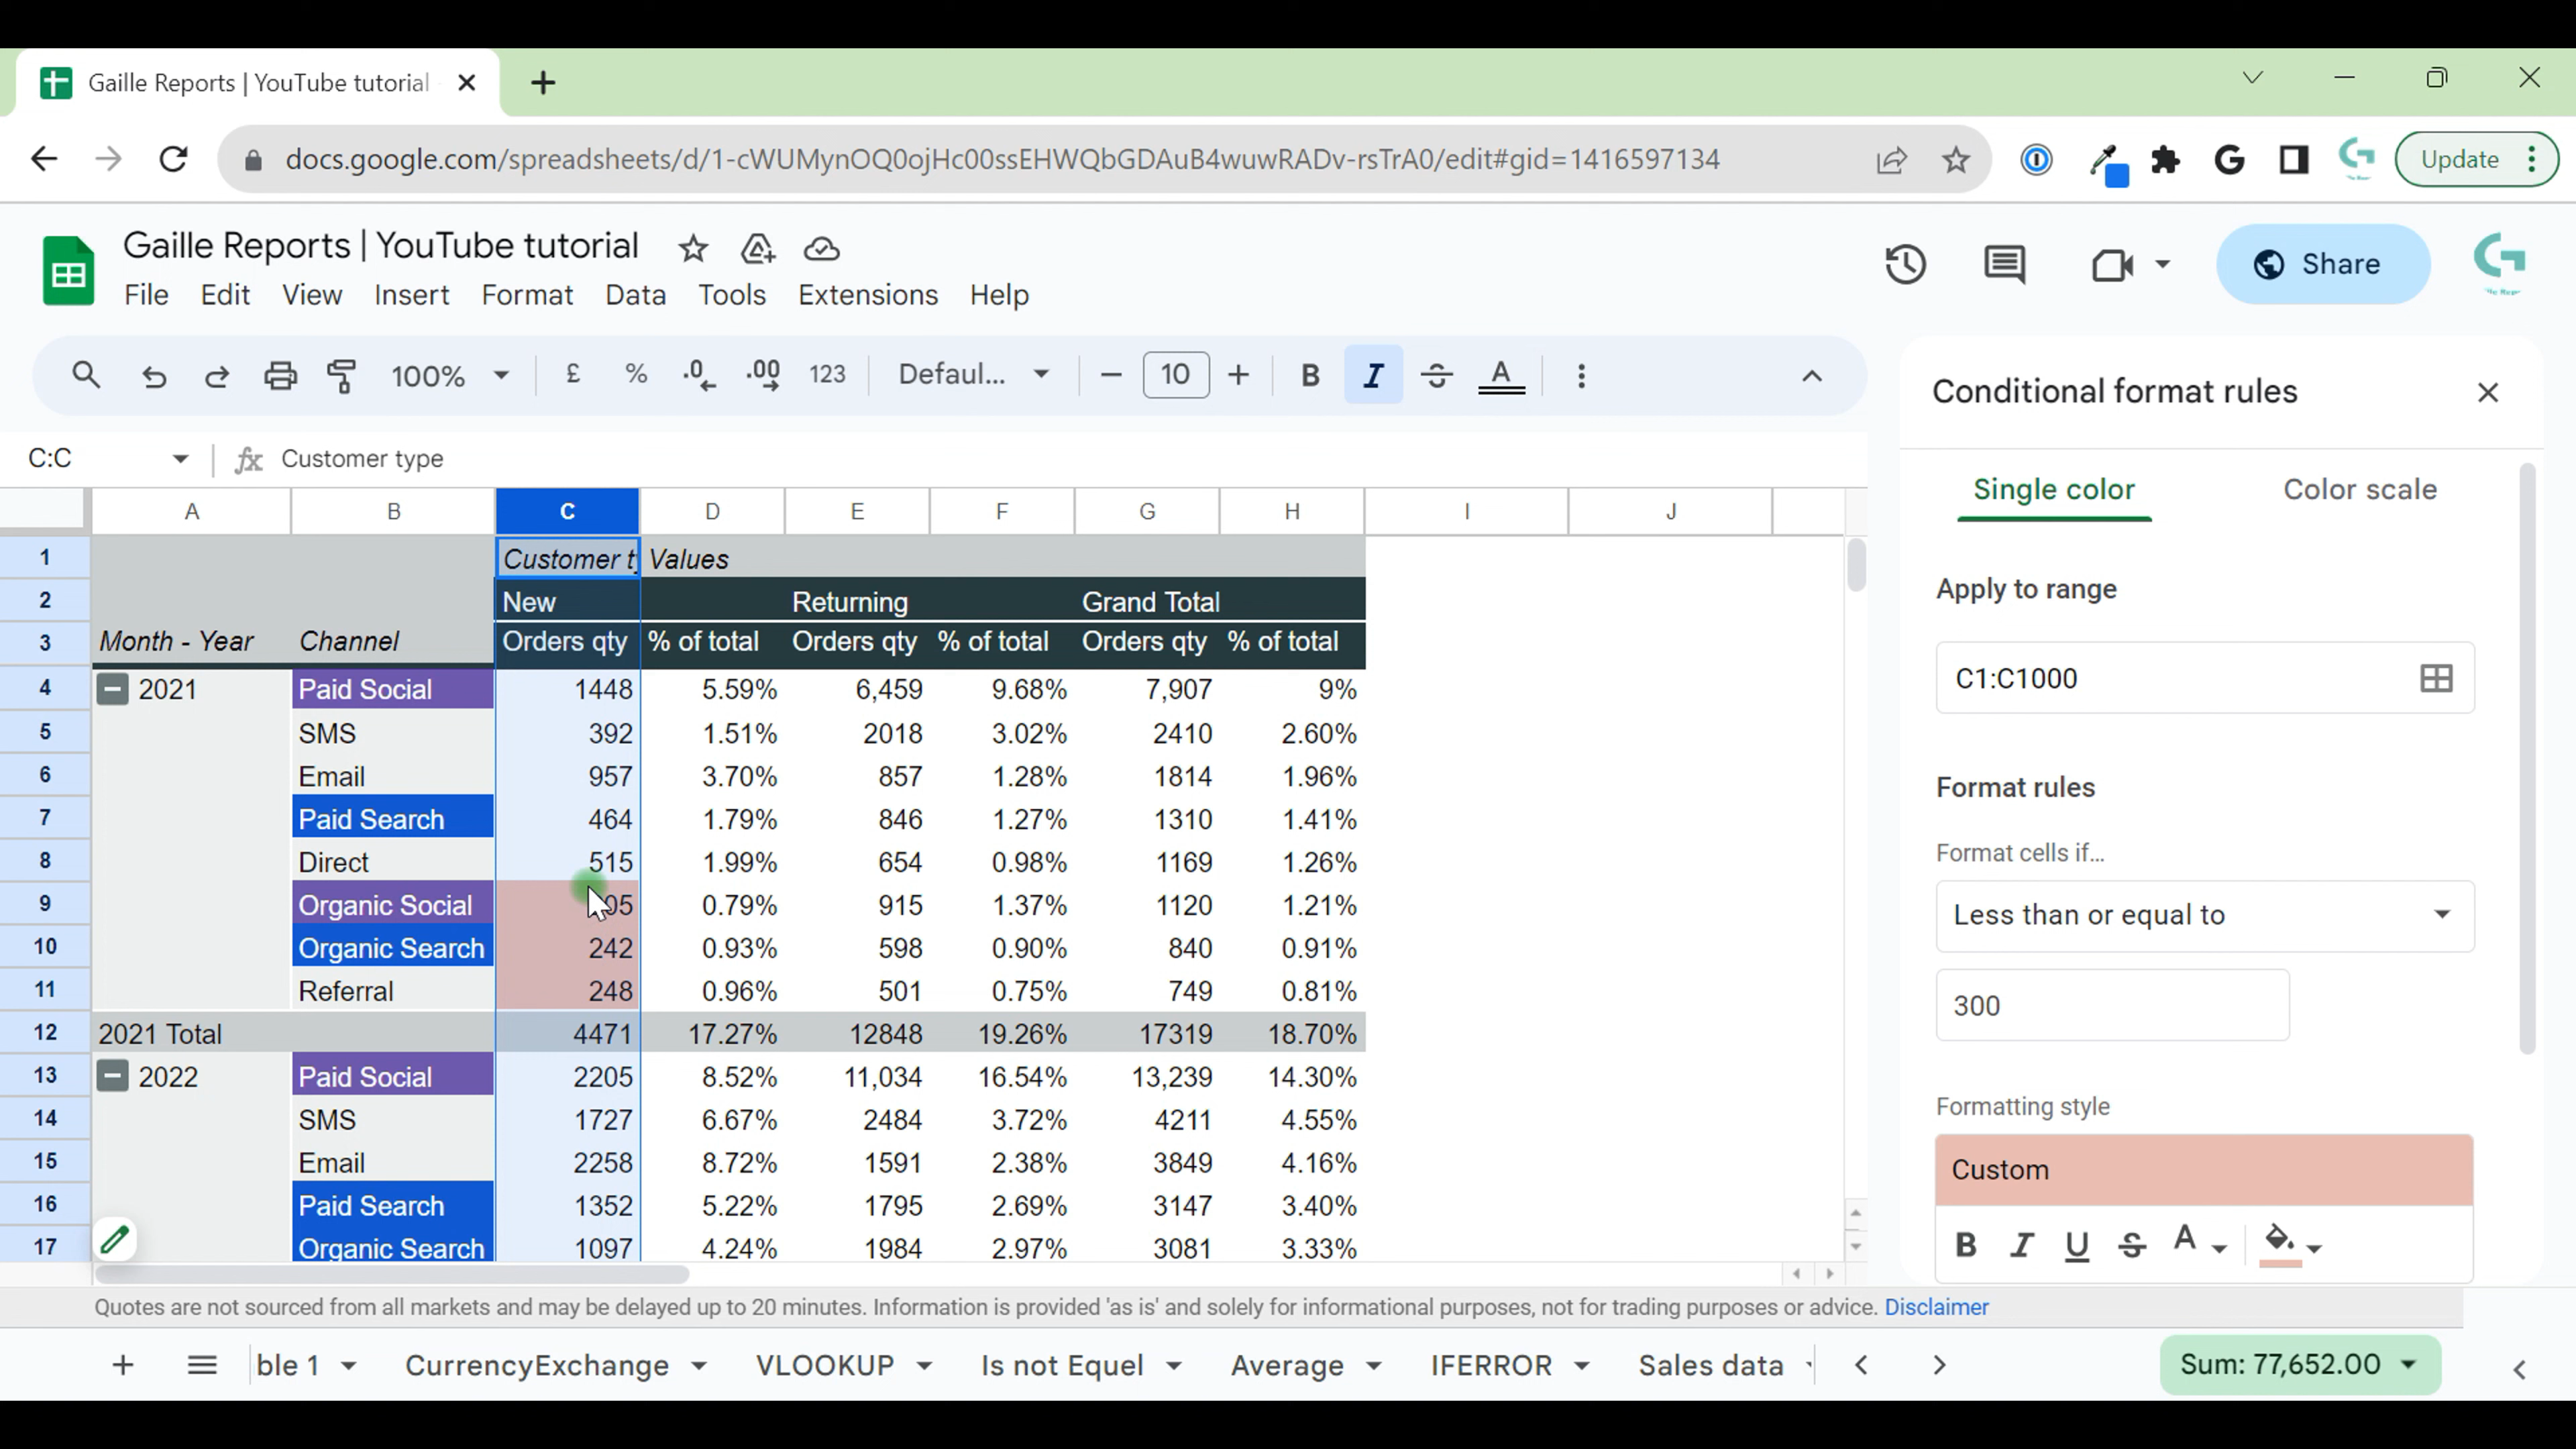 Gaille Reports | YouTube tutorial
docs.google.com/spreadsheets/d/1-cWUMynOQ0ojHc00ssEHWQbGDAuB4wuwRADv-rsTrA0/edit#gid=1416597134
Update
Gaille Reports | YouTube tutorial
File Edit View Insert Format Data Tools Extensions Help
Share
100% £ % .0 .00 123 Defaul... 10 B I S A
Conditional format rules
C:C fx Customer type
Single color Color scale
A B C D E F G H I J
1 Customer ty Values
2 New Returning Grand Total
3 Month - Year Channel Orders qty % of total Orders qty % of total Orders qty % of total
4 2021 Paid Social 1448 5.59% 6,459 9.68% 7,907 9%
5 SMS 392 1.51% 2018 3.02% 2410 2.60%
6 Email 957 3.70% 857 1.28% 1814 1.96%
7 Paid Search 464 1.79% 846 1.27% 1310 1.41%
8 Direct 515 1.99% 654 0.98% 1169 1.26%
9 Organic Social 05 0.79% 915 1.37% 1120 1.21%
10 Organic Search 242 0.93% 598 0.90% 840 0.91%
11 Referral 248 0.96% 501 0.75% 749 0.81%
12 2021 Total 4471 17.27% 12848 19.26% 17319 18.70%
13 2022 Paid Social 2205 8.52% 11,034 16.54% 13,239 14.30%
14 SMS 1727 6.67% 2484 3.72% 4211 4.55%
15 Email 2258 8.72% 1591 2.38% 3849 4.16%
16 Paid Search 1352 5.22% 1795 2.69% 3147 3.40%
17 Organic Search 1097 4.24% 1984 2.97% 3081 3.33%
Apply to range
C1:C1000
Format rules
Format cells if…
Less than or equal to
300
Formatting style
Custom
B I U S A
Quotes are not sourced from all markets and may be delayed up to 20 minutes. Information is provided 'as is' and solely for informational purposes, not for trading purposes or advice. Disclaimer
ble 1 CurrencyExchange VLOOKUP Is not Equel Average IFERROR Sales data Sum: 77,652.00